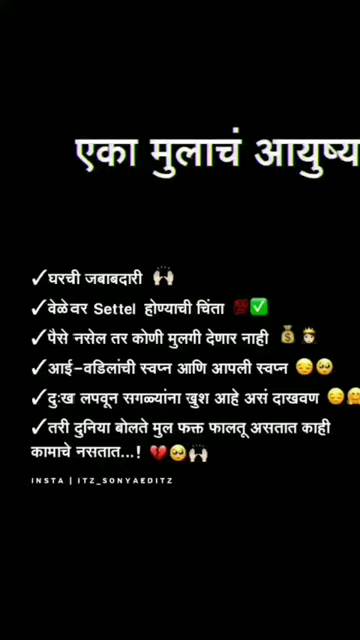 एका मुलाचं आयुष्य
✓घरची जबाबदारी 🙌🏻
✓वेळेवर Settel होण्याची चिंता 💯✅
✓पैसे नसेल तर कोणी मुलगी देणार नाही 💰👸🏻
✓आई-वडिलांची स्वप्न आणि आपली स्वप्न 😔🥺
✓दुःख लपवून सगळ्यांना खुश आहे असं दाखवण 😔🤗
✓तरी दुनिया बोलते मुल फक्त फालतू असतात काही
कामाचे नसतात...! 💔🥺🙌🏻
INSTA | ITZ_SONYAEDITZ